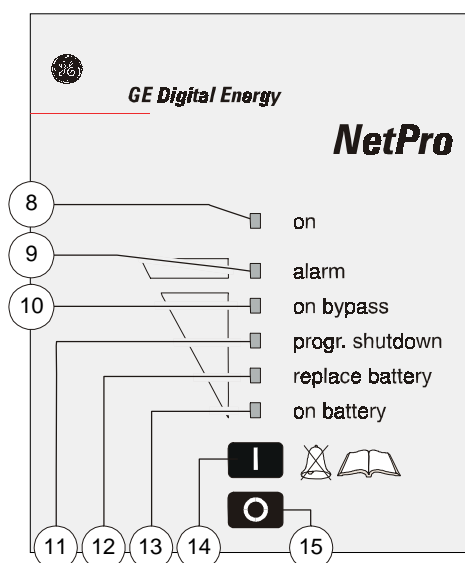 GE Digital Energy
NetPro
8
on
9
alarm
10
on bypass
progr. shutdown
replace battery
on battery
I
O
11 12 13 14 15